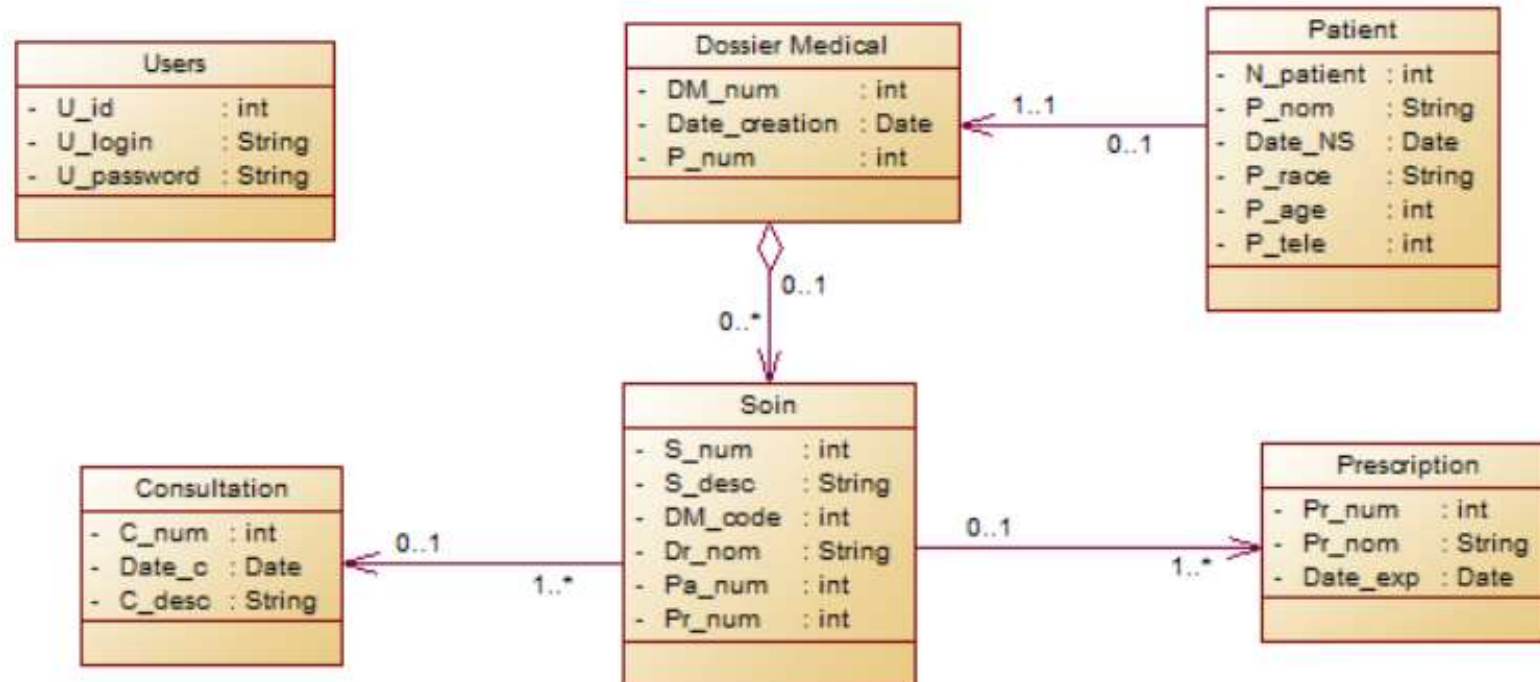 Users
- U_id : int
- U_login : String
- U_password : String
Dossier Medical
- DM_num : int
- Date_creation : Date
- P_num : int
Patient
- N_patient : int
- P_nom : String
- Date_NS : Date
- P_race : String
- P_age : int
- P_tele : int
1..1
0..1
0..1
0..*
Soin
- S_num : int
- S_desc : String
- DM_code : int
- Dr_nom : String
- Pa_num : int
- Pr_num : int
Consultation
- C_num : int
- Date_c : Date
- C_desc : String
0..1
1..*
0..1
1..*
Prescription
- Pr_num : int
- Pr_nom : String
- Date_exp : Date